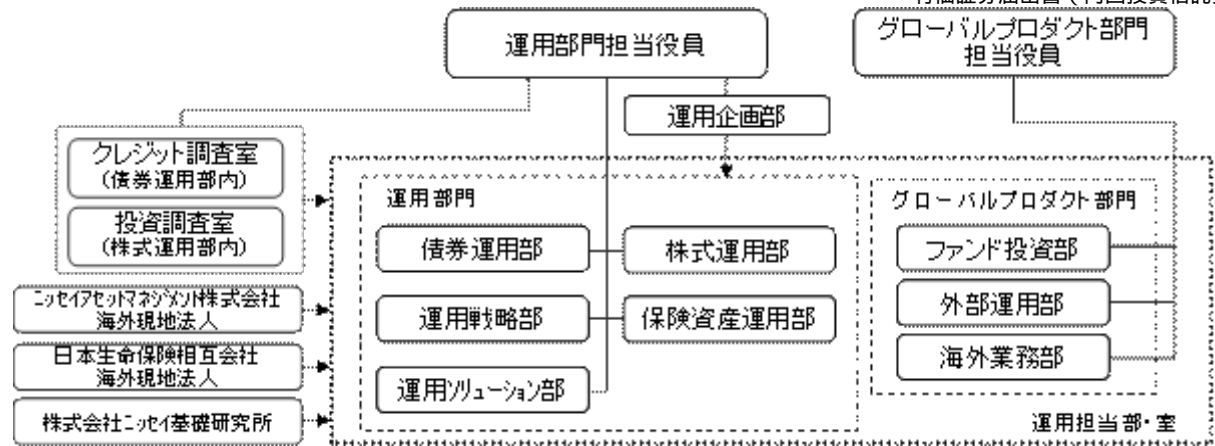 運用部門担当役員
グローバルプロダクト部門
担当役員
運用企画部
クレジット調査室
(債券運用部内)
投資調査室
(株式運用部内)
運用部門
グローバルプロダクト部門
債券運用部
株式運用部
ファンド投資部
ニッセイアセットマネジメント株式会社
海外現地法人
運用戦略部
保険資産運用部
外部運用部
日本生命保険相互会社
海外現地法人
運用ソリューション部
海外業務部
株式会社ニッセイ基礎研究所
運用担当部・室